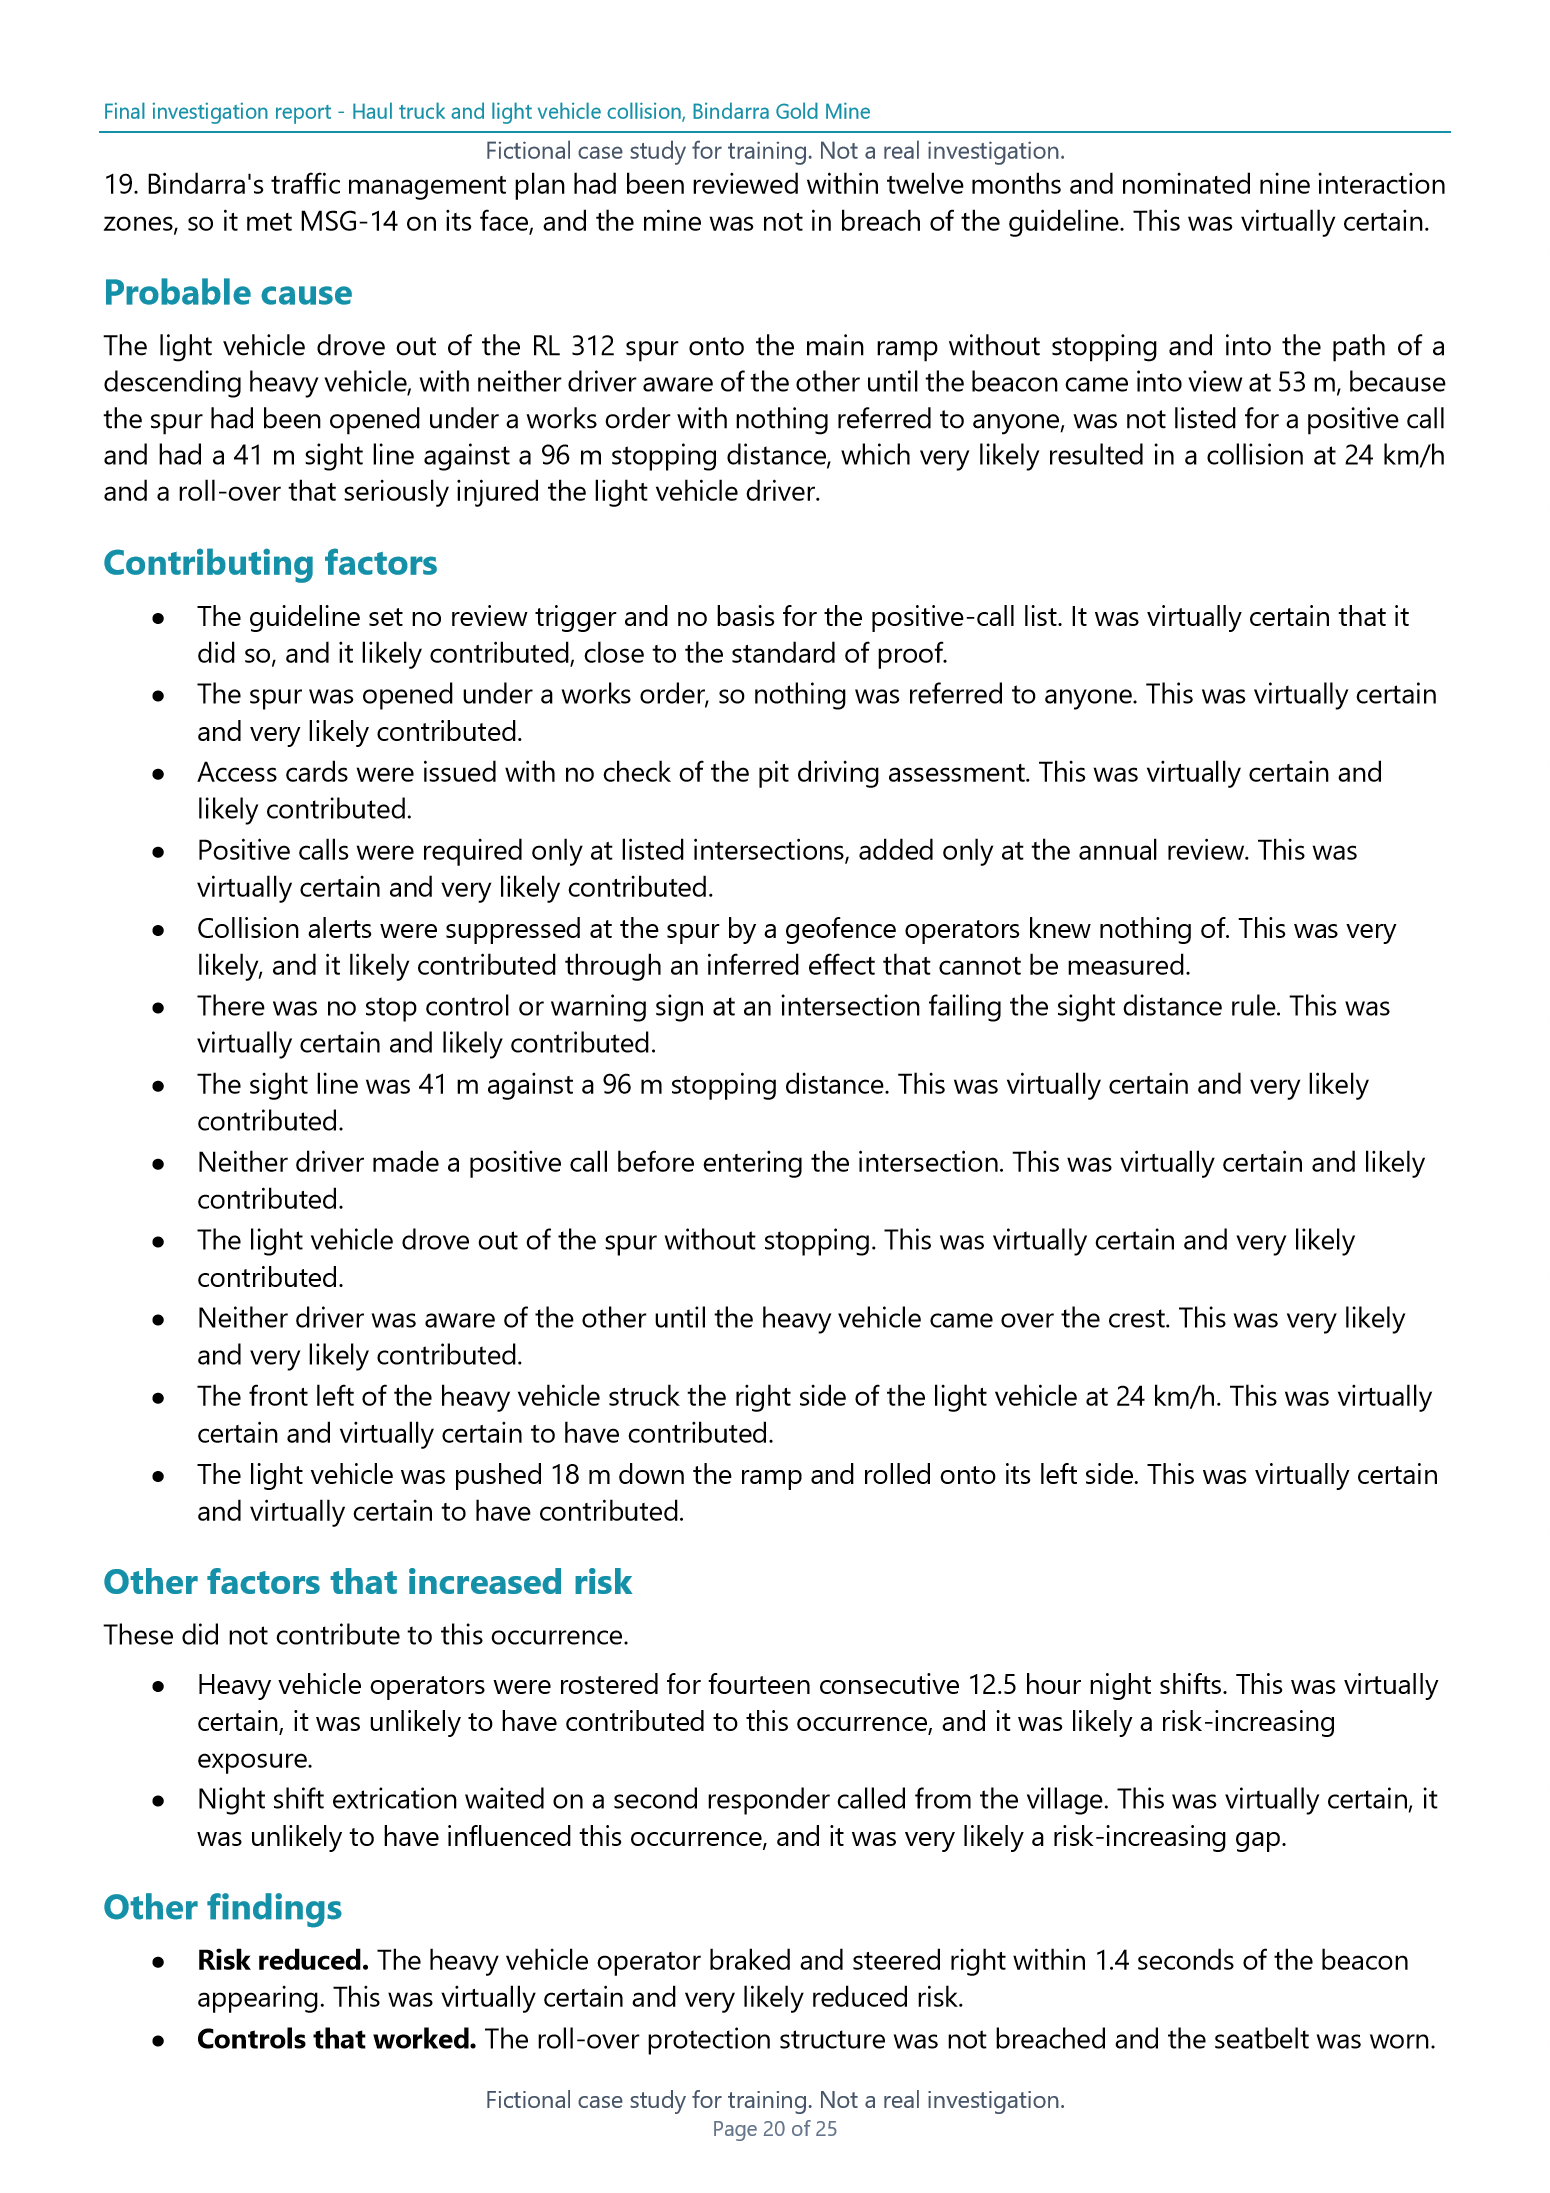 Final investigation report - Haul truck and light vehicle collision, Bindarra Gold Mine
Fictional case study for training. Not a real investigation.
19. Bindarra's traffic management plan had been reviewed within twelve months and nominated nine interaction
zones, so it met MSG-14 on its face, and the mine was not in breach of the guideline. This was virtually certain.
Probable cause
The light vehicle drove out of the RL 312 spur onto the main ramp without stopping and into the path of a
descending heavy vehicle, with neither driver aware of the other until the beacon came into view at 53 m, because
the spur had been opened under a works order with nothing referred to anyone, was not listed for a positive call
and had a 41 m sight line against a 96 m stopping distance, which very likely resulted in a collision at 24 km/h
and a roll-over that seriously injured the light vehicle driver.
Contributing factors
● The guideline set no review trigger and no basis for the positive-call list. It was virtually certain that it
did so, and it likely contributed, close to the standard of proof.
● The spur was opened under a works order, so nothing was referred to anyone. This was virtually certain
and very likely contributed.
● Access cards were issued with no check of the pit driving assessment. This was virtually certain and
likely contributed.
● Positive calls were required only at listed intersections, added only at the annual review. This was
virtually certain and very likely contributed.
● Collision alerts were suppressed at the spur by a geofence operators knew nothing of. This was very
likely, and it likely contributed through an inferred effect that cannot be measured.
● There was no stop control or warning sign at an intersection failing the sight distance rule. This was
virtually certain and likely contributed.
● The sight line was 41 m against a 96 m stopping distance. This was virtually certain and very likely
contributed.
● Neither driver made a positive call before entering the intersection. This was virtually certain and likely
contributed.
● The light vehicle drove out of the spur without stopping. This was virtually certain and very likely
contributed.
● Neither driver was aware of the other until the heavy vehicle came over the crest. This was very likely
and very likely contributed.
● The front left of the heavy vehicle struck the right side of the light vehicle at 24 km/h. This was virtually
certain and virtually certain to have contributed.
● The light vehicle was pushed 18 m down the ramp and rolled onto its left side. This was virtually certain
and virtually certain to have contributed.
Other factors that increased risk
These did not contribute to this occurrence.
● Heavy vehicle operators were rostered for fourteen consecutive 12.5 hour night shifts. This was virtually
certain, it was unlikely to have contributed to this occurrence, and it was likely a risk-increasing
exposure.
● Night shift extrication waited on a second responder called from the village. This was virtually certain, it
was unlikely to have influenced this occurrence, and it was very likely a risk-increasing gap.
Other findings
● Risk reduced. The heavy vehicle operator braked and steered right within 1.4 seconds of the beacon
appearing. This was virtually certain and very likely reduced risk.
● Controls that worked. The roll-over protection structure was not breached and the seatbelt was worn.
Fictional case study for training. Not a real investigation.
Page 20 of 25